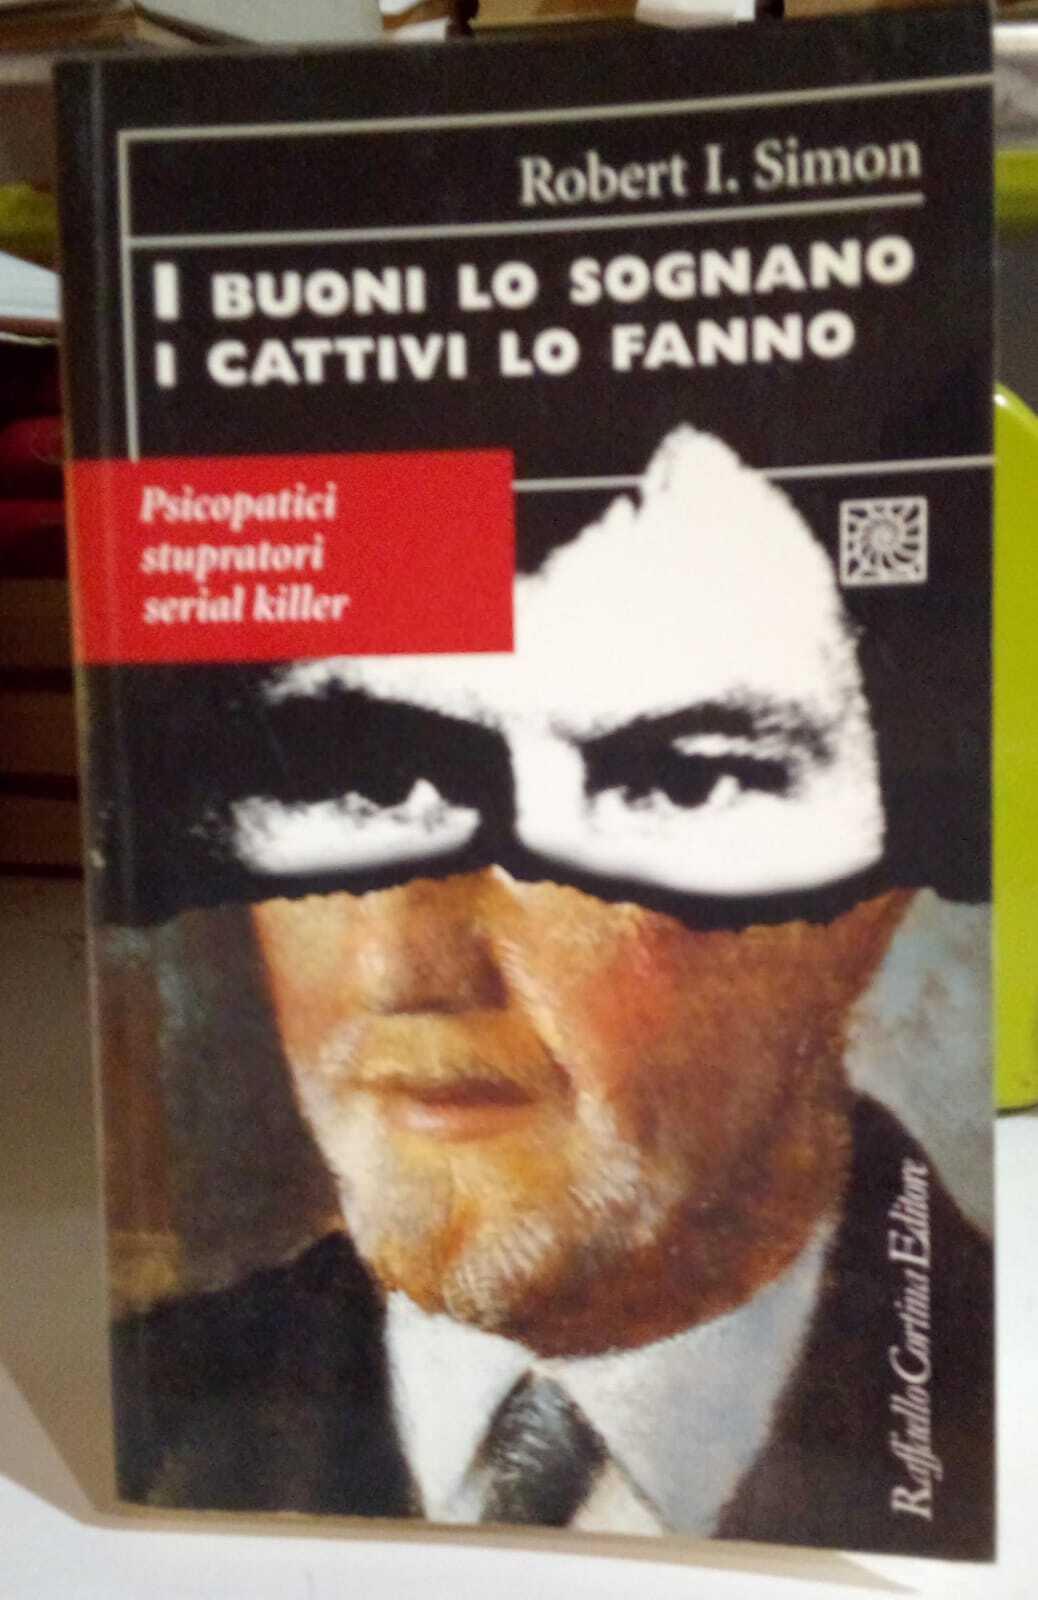 Robert I. Simon
I BUONI LO SOGNANO
I CATTIVI LO FANNO
Psicopatici
stupratori
serial killer
Raffaello Cortina Editore